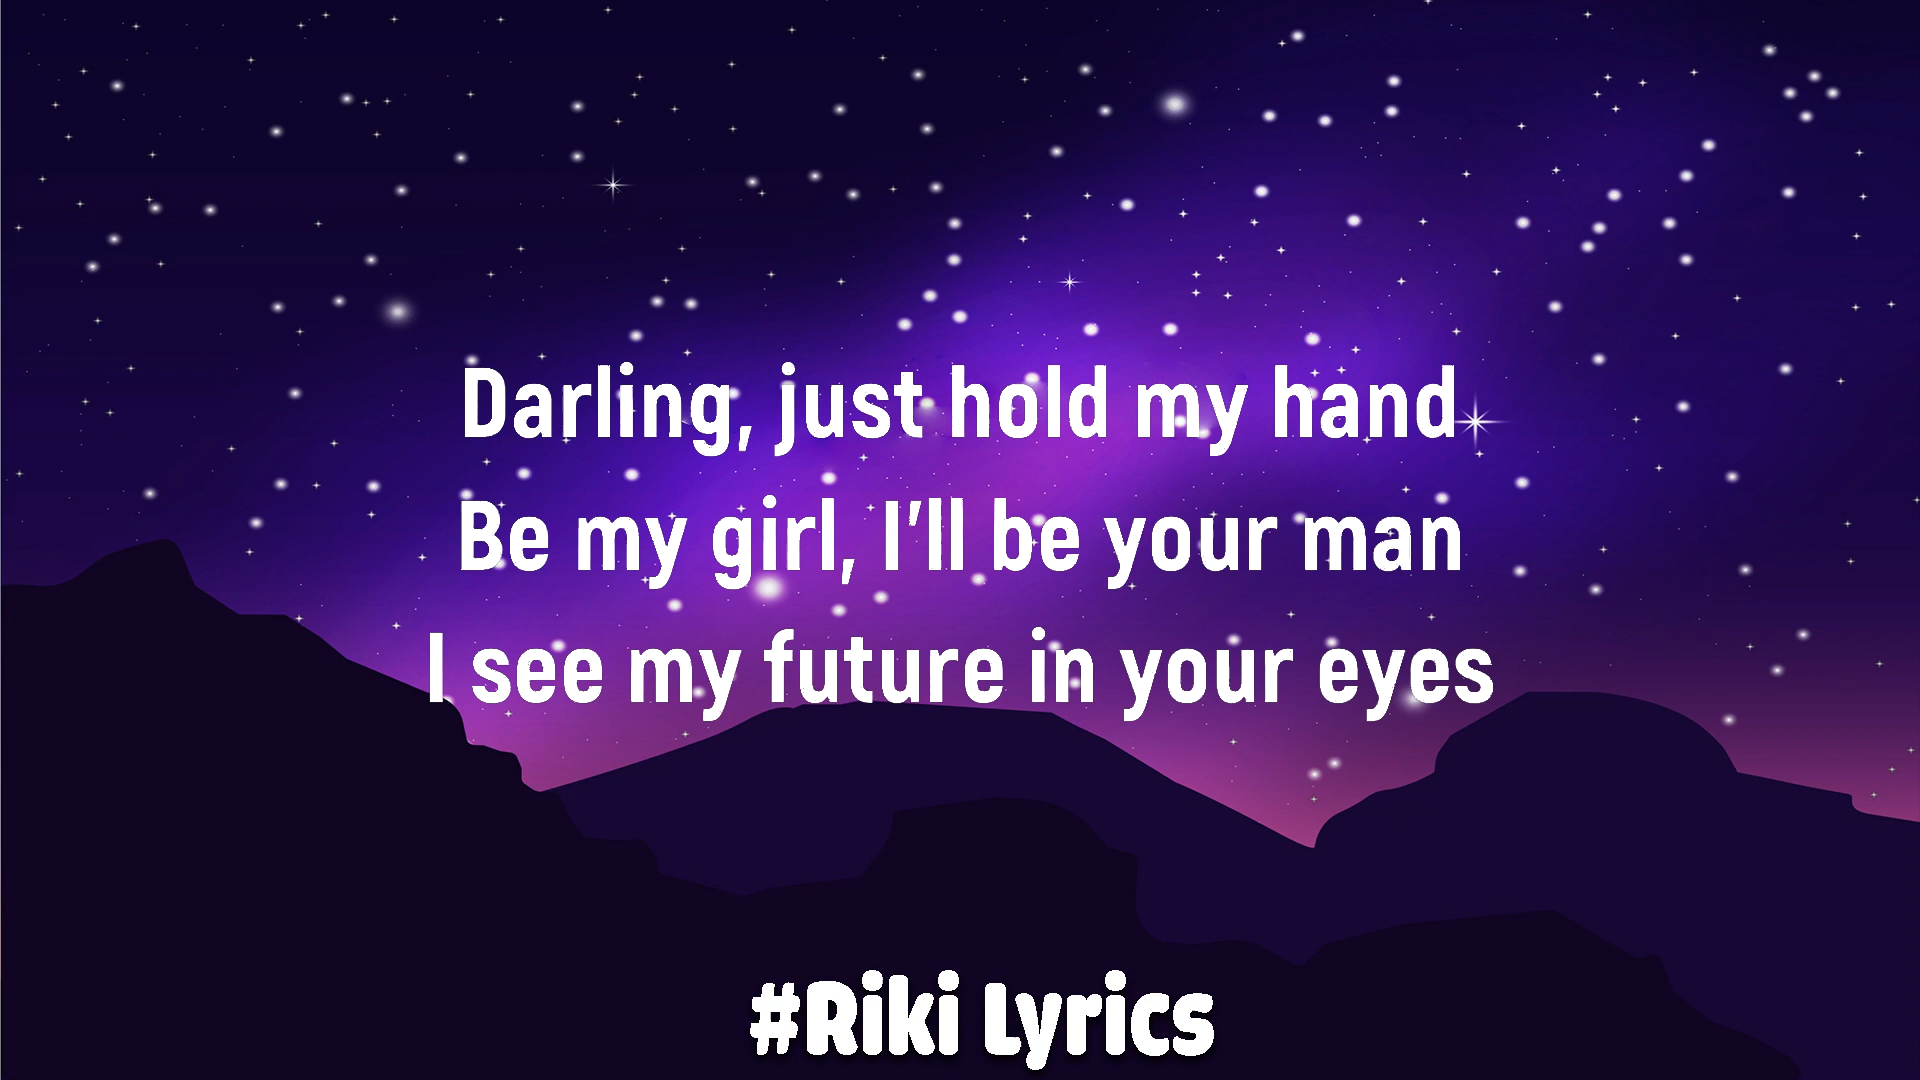 Darling, just hold my hand
Be my girl, I'll be your man
I see my future in your eyes
#Riki Lyrics